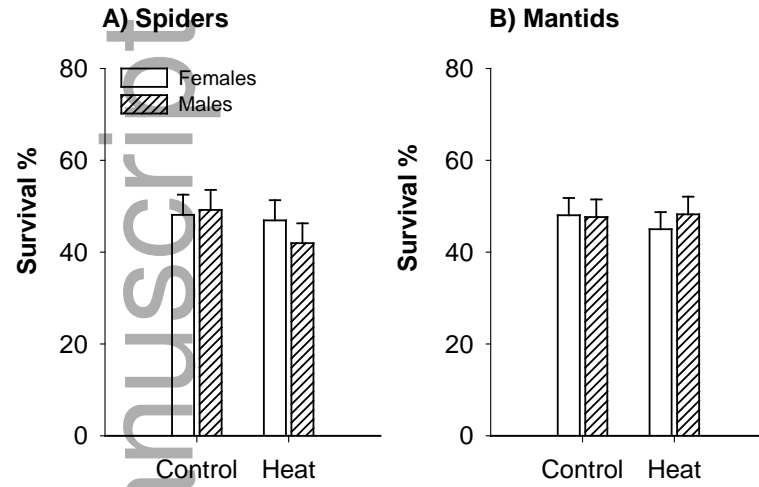 A) Spiders
80
60
40
20
0
Survival %
Females
Males
Control Heat
B) Mantids
80
60
40
20
0
Survival %
Control Heat
nuscript